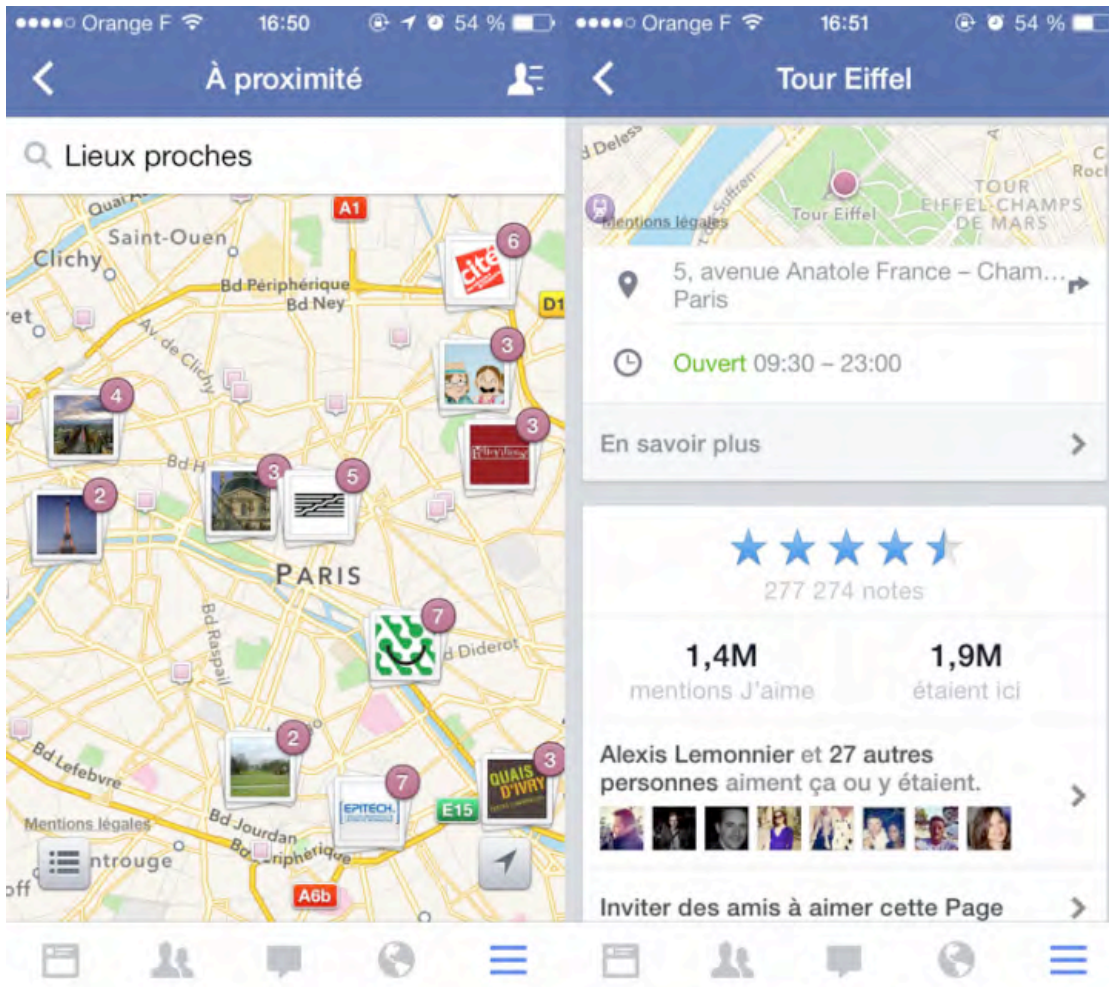 Orange F 16:50 54 %
À proximité
Lieux proches
A1
Saint-Ouen
Clichy
6
cité
Bd Périphérique
Bd Ney
D1
et
Av. de Clichy
3
4
3
Bd H
3
5
2
PARIS
Bd Raspail
7
d Diderot
2
3
Bd Lefebvre
7
QUAIS
D'IVRY
EPITECH.
E15
Mentions légales
Bd Jourdan
ntrouge
off
A6b
Orange F 16:51 54 %
Tour Eiffel
d Deless
Tour Eiffel
TOUR
EIFFEL-CHAMPS
DE MARS
Mentions légales
5, avenue Anatole France – Cham…
Paris
Ouvert 09:30 – 23:00
En savoir plus
277 274 notes
1,4M 1,9M
mentions J'aime étaient ici
Alexis Lemonnier et 27 autres
personnes aiment ça ou y étaient.
Inviter des amis à aimer cette Page